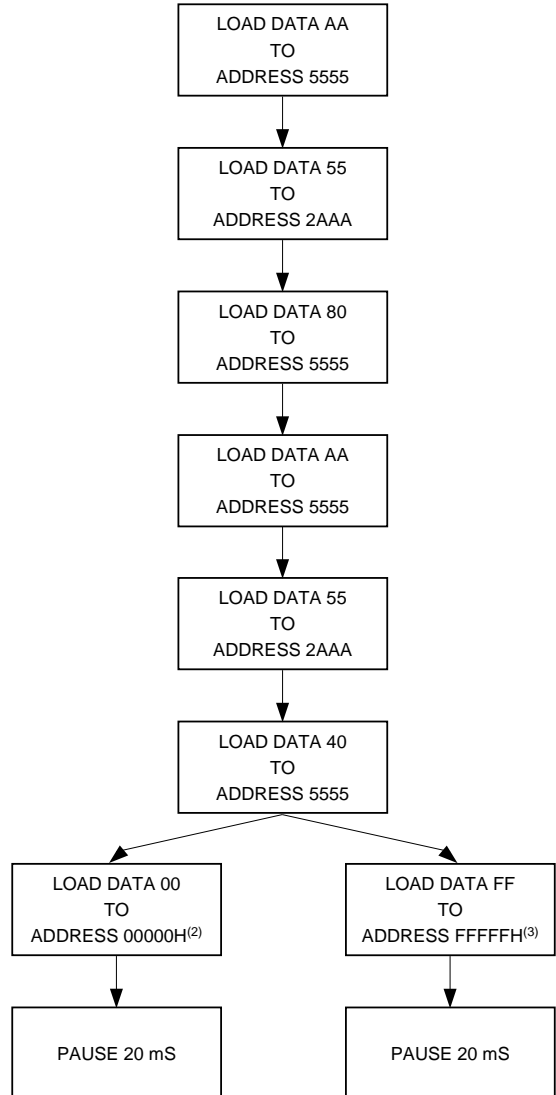 LOAD DATA AA
TO
ADDRESS 5555
LOAD DATA 55
TO
ADDRESS 2AAA
LOAD DATA 80
TO
ADDRESS 5555
LOAD DATA AA
TO
ADDRESS 5555
LOAD DATA 55
TO
ADDRESS 2AAA
LOAD DATA 40
TO
ADDRESS 5555
LOAD DATA 00
TO
ADDRESS 00000H(2)
PAUSE 20 mS
LOAD DATA FF
TO
ADDRESS FFFFFH(3)
PAUSE 20 mS